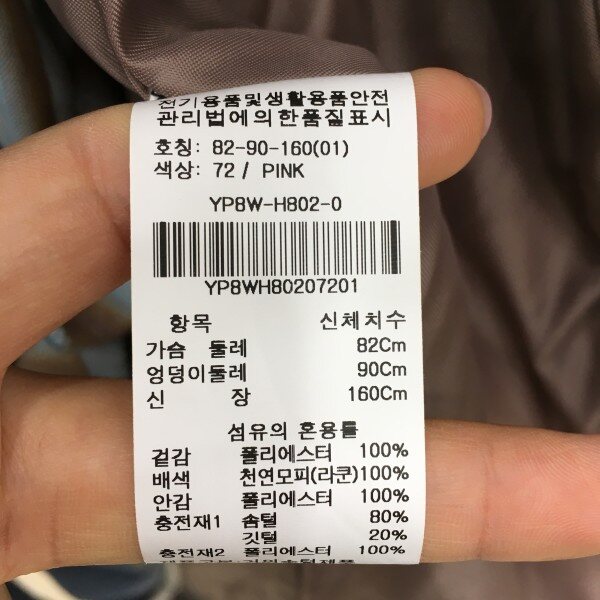 전기용품및생활용품안전
관리법에의한품질표시
호칭: 82-90-160(01)
색상: 72 / PINK
YP8W-H802-0
YP8WH80207201
항목 신체치수
가슴 둘레 82Cm
엉덩이둘레 90Cm
신 장 160Cm
섬유의 혼용률
겉감 폴리에스터 100%
배색 천연모피(라쿤)100%
안감 폴리에스터 100%
충전재1 솜털 80%
깃털 20%
충전재2 폴리에스터 100%